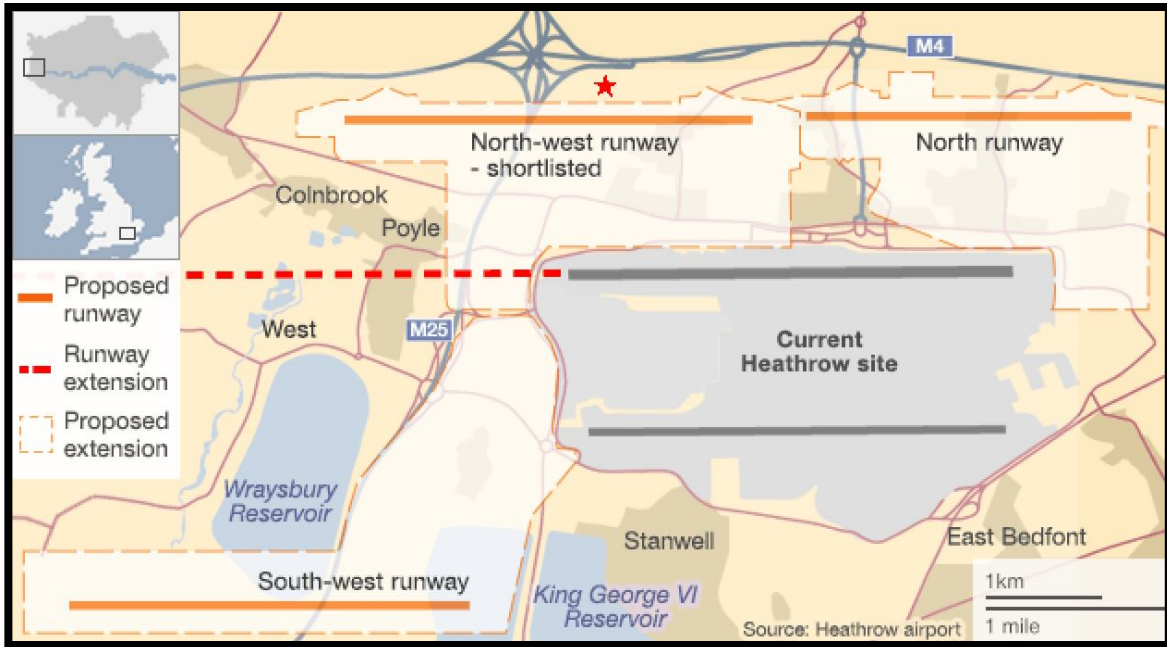 M4
North-west runway
- shortlisted
North runway
Colnbrook
Poyle
Proposed
runway
Runway
extension
Proposed
extension
West
M25
Current
Heathrow site
Wraysbury
Reservoir
Stanwell
East Bedfont
South-west runway
King George VI
Reservoir
1km
1 mile
Source: Heathrow airport